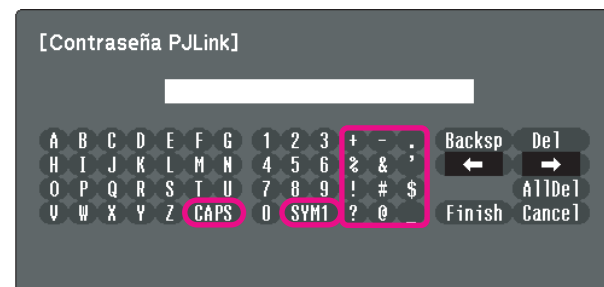 [Contraseña PJLink]
A B C D E F G 1 2 3 + - . Backsp Del
H I J K L M N 4 5 6 % & ' ← →
O P Q R S T U 7 8 9 ! # $ AllDel
V W X Y Z CAPS 0 SYM1 ? @ _ Finish Cancel